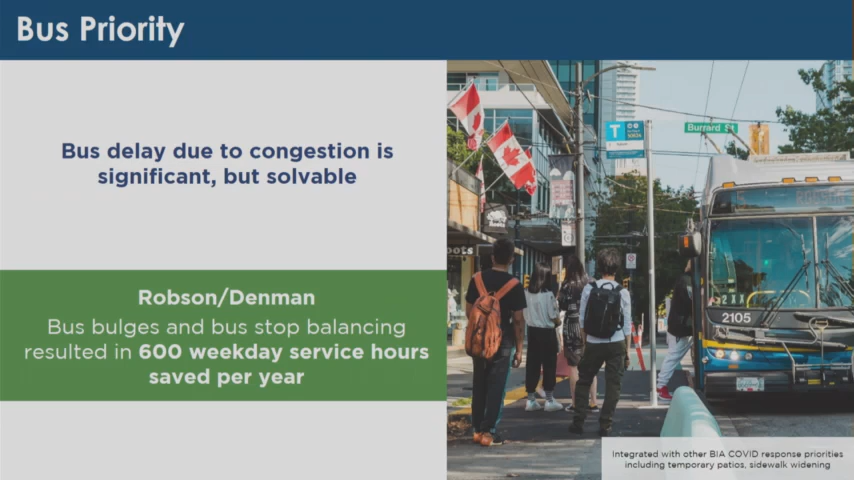 Bus Priority
Bus delay due to congestion is
significant, but solvable
Robson/Denman
Bus bulges and bus stop balancing
resulted in 600 weekday service hours
saved per year
T
Burrard St
oots
2105
Integrated with other BIA COVID response priorities
including temporary patios, sidewalk widening